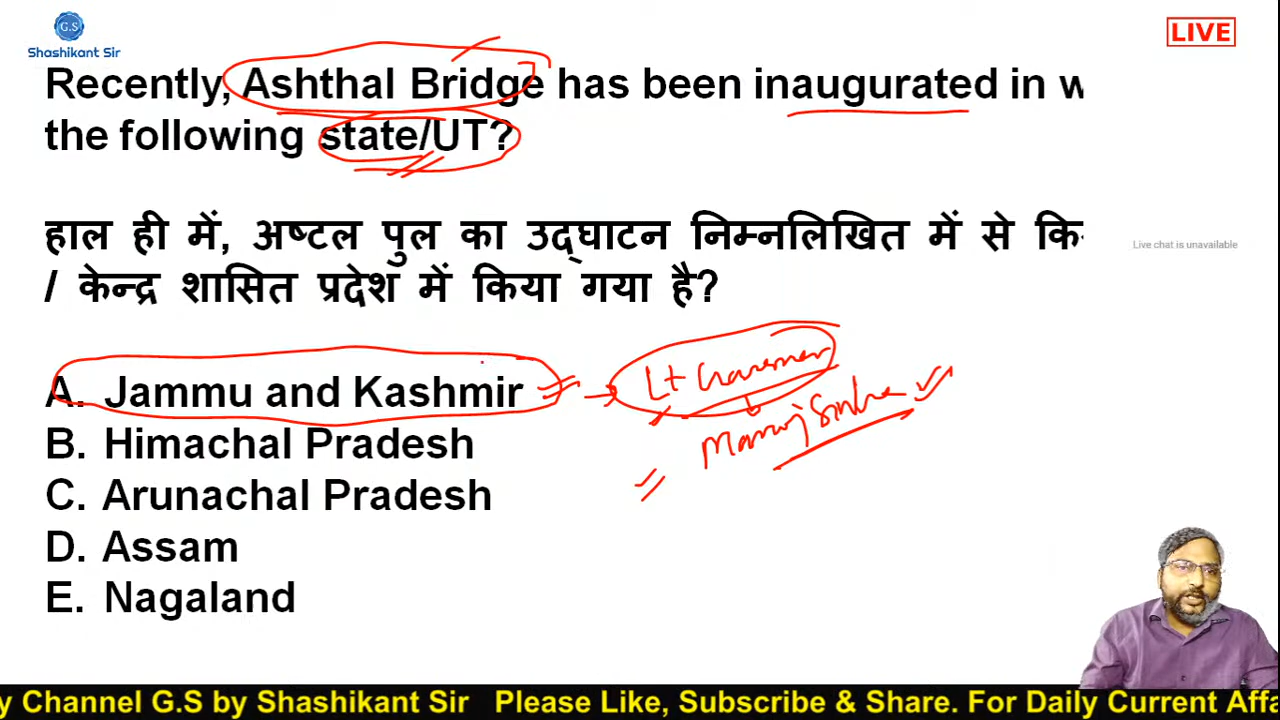 G.S
Shashikant Sir
LIVE
Recently, Ashthal Bridge has been inaugurated in w
the following state/UT?
हाल ही में, अष्टल पुल का उद्घाटन निम्नलिखित में से कि
/ केन्द्र शासित प्रदेश में किया गया है?
Live chat is unavailable
A. Jammu and Kashmir
Lt Governer
Manoj Sinha
B. Himachal Pradesh
C. Arunachal Pradesh
D. Assam
E. Nagaland
y Channel G.S by Shashikant Sir Please Like, Subscribe & Share. For Daily Current Affa